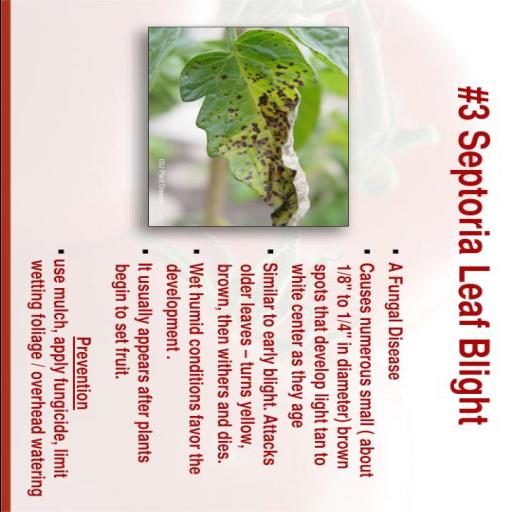 #3 Septoria Leaf Blight
A Fungal Disease
Causes numerous small ( about
1/8" to 1/4" in diameter) brown
spots that develop light tan to
white center as they age
Similar to early blight. Attacks
older leaves – turns yellow,
brown, then withers and dies.
Wet humid conditions favor the
development .
It usually appears after plants
begin to set fruit.
Prevention
use mulch, apply fungicide, limit
wetting foliage / overhead watering
ISU Plant